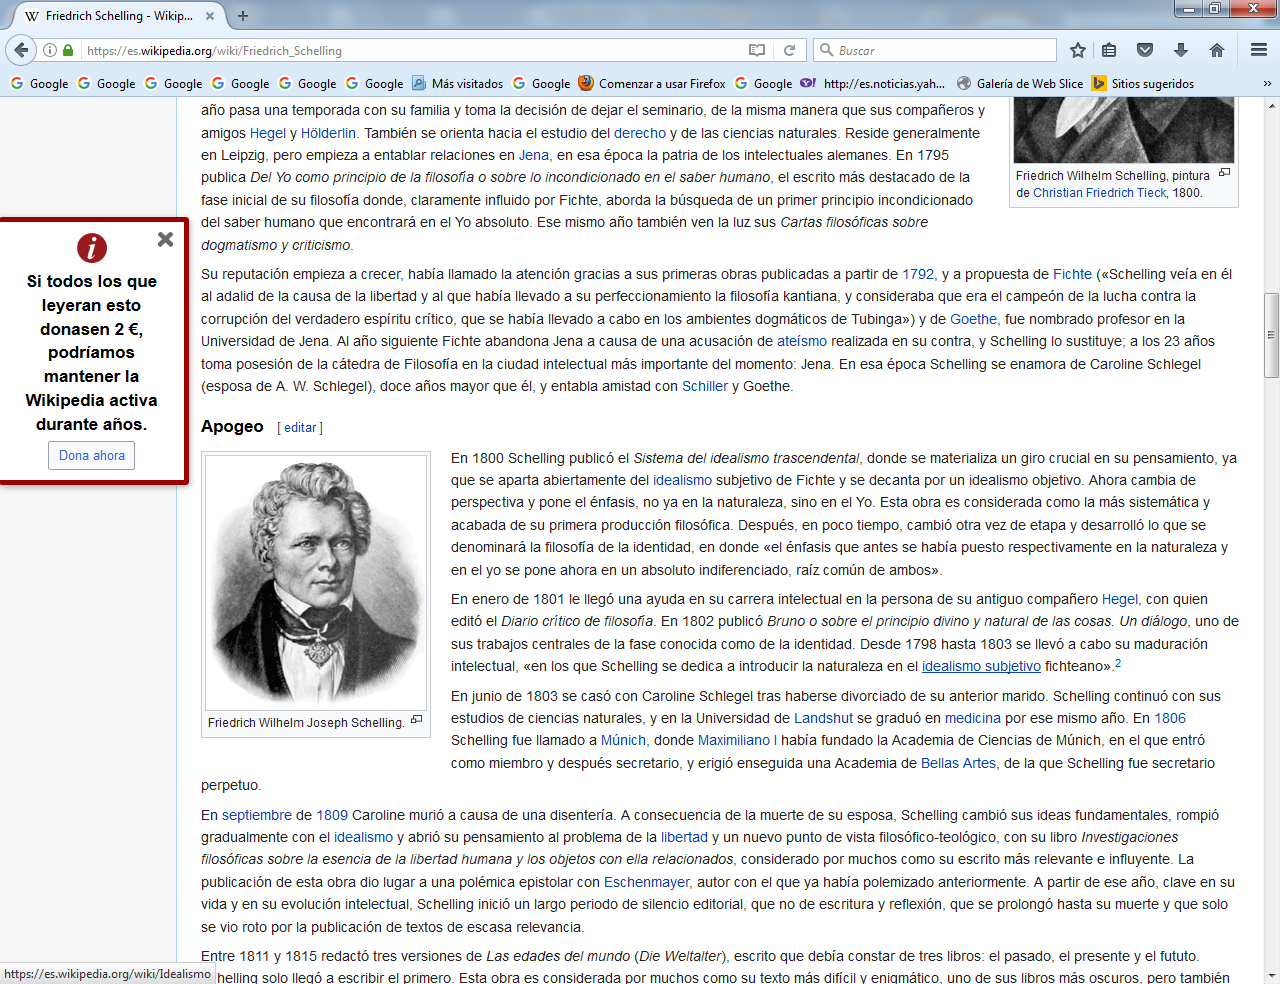 Friedrich Schelling - Wikip...
https://es.wikipedia.org/wiki/Friedrich_Schelling
Buscar
Google Google Google Google Google Google Más visitados Google Comenzar a usar Firefox Google http://es.noticias.yah... Galería de Web Slice Sitios sugeridos »
año pasa una temporada con su familia y toma la decisión de dejar el seminario, de la misma manera que sus compañeros y
amigos Hegel y Hölderlin. También se orienta hacia el estudio del derecho y de las ciencias naturales. Reside generalmente
en Leipzig, pero empieza a entablar relaciones en Jena, en esa época la patria de los intelectuales alemanes. En 1795
publica Del Yo como principio de la filosofía o sobre lo incondicionado en el saber humano, el escrito más destacado de la
fase inicial de su filosofía donde, claramente influido por Fichte, aborda la búsqueda de un primer principio incondicionado
del saber humano que encontrará en el Yo absoluto. Ese mismo año también ven la luz sus Cartas filosóficas sobre
dogmatismo y criticismo.
Friedrich Wilhelm Schelling, pintura
de Christian Friedrich Tieck, 1800.
Su reputación empieza a crecer, había llamado la atención gracias a sus primeras obras publicadas a partir de 1792, y a propuesta de Fichte («Schelling veía en él
al adalid de la causa de la libertad y al que había llevado a su perfeccionamiento la filosofía kantiana, y consideraba que era el campeón de la lucha contra la
corrupción del verdadero espíritu crítico, que se había llevado a cabo en los ambientes dogmáticos de Tubinga») y de Goethe, fue nombrado profesor en la
Universidad de Jena. Al año siguiente Fichte abandona Jena a causa de una acusación de ateísmo realizada en su contra, y Schelling lo sustituye; a los 23 años
toma posesión de la cátedra de Filosofía en la ciudad intelectual más importante del momento: Jena. En esa época Schelling se enamora de Caroline Schlegel
(esposa de A. W. Schlegel), doce años mayor que él, y entabla amistad con Schiller y Goethe.
Si todos los que
leyeran esto
donasen 2 €,
podríamos
mantener la
Wikipedia activa
durante años.
Dona ahora
Apogeo [ editar ]
En 1800 Schelling publicó el Sistema del idealismo trascendental, donde se materializa un giro crucial en su pensamiento, ya
que se aparta abiertamente del idealismo subjetivo de Fichte y se decanta por un idealismo objetivo. Ahora cambia de
perspectiva y pone el énfasis, no ya en la naturaleza, sino en el Yo. Esta obra es considerada como la más sistemática y
acabada de su primera producción filosófica. Después, en poco tiempo, cambió otra vez de etapa y desarrolló lo que se
denominará la filosofía de la identidad, en donde «el énfasis que antes se había puesto respectivamente en la naturaleza y
en el yo se pone ahora en un absoluto indiferenciado, raíz común de ambos».
En enero de 1801 le llegó una ayuda en su carrera intelectual en la persona de su antiguo compañero Hegel, con quien
editó el Diario crítico de filosofía. En 1802 publicó Bruno o sobre el principio divino y natural de las cosas. Un diálogo, uno de
sus trabajos centrales de la fase conocida como de la identidad. Desde 1798 hasta 1803 se llevó a cabo su maduración
intelectual, «en los que Schelling se dedica a introducir la naturaleza en el idealismo subjetivo fichteano».2
Friedrich Wilhelm Joseph Schelling.
En junio de 1803 se casó con Caroline Schlegel tras haberse divorciado de su anterior marido. Schelling continuó con sus
estudios de ciencias naturales, y en la Universidad de Landshut se graduó en medicina por ese mismo año. En 1806
Schelling fue llamado a Múnich, donde Maximiliano I había fundado la Academia de Ciencias de Múnich, en el que entró
como miembro y después secretario, y erigió enseguida una Academia de Bellas Artes, de la que Schelling fue secretario
perpetuo.
En septiembre de 1809 Caroline murió a causa de una disentería. A consecuencia de la muerte de su esposa, Schelling cambió sus ideas fundamentales, rompió
gradualmente con el idealismo y abrió su pensamiento al problema de la libertad y un nuevo punto de vista filosófico-teológico, con su libro Investigaciones
filosóficas sobre la esencia de la libertad humana y los objetos con ella relacionados, considerado por muchos como su escrito más relevante e influyente. La
publicación de esta obra dio lugar a una polémica epistolar con Eschenmayer, autor con el que ya había polemizado anteriormente. A partir de ese año, clave en su
vida y en su evolución intelectual, Schelling inició un largo periodo de silencio editorial, que no de escritura y reflexión, que se prolongó hasta su muerte y que solo
se vio roto por la publicación de textos de escasa relevancia.
Entre 1811 y 1815 redactó tres versiones de Las edades del mundo (Die Weltalter), escrito que debía constar de tres libros: el pasado, el presente y el fututo.
https://es.wikipedia.org/wiki/Idealismo
Schelling solo llegó a escribir el primero. Esta obra es considerada por muchos como su texto más difícil y enigmático, uno de sus libros más oscuros, pero también